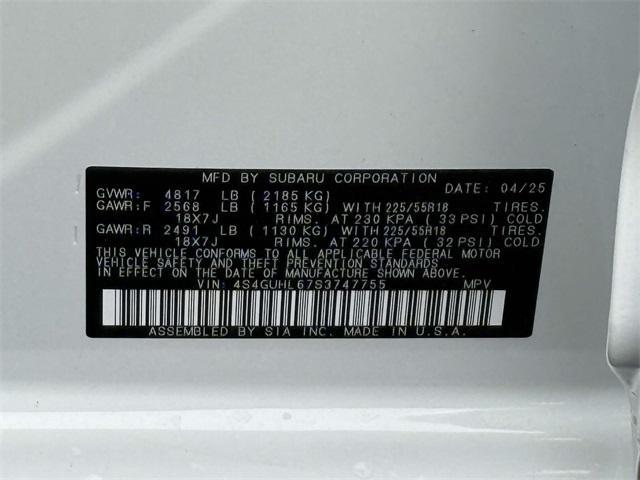 MFD BY SUBARU CORPORATION
GVWR: 4817 LB ( 2185 KG) DATE: 04/25
GAWR:F 2568 LB ( 1165 KG) WITH 225/55R18 TIRES.
18X7J RIMS. AT 230 KPA ( 33 PSI) COLD
GAWR:R 2491 LB ( 1130 KG) WITH 225/55R18 TIRES.
18X7J RIMS. AT 220 KPA ( 32 PSI) COLD
THIS VEHICLE CONFORMS TO ALL APPLICABLE FEDERAL MOTOR
VEHICLE SAFETY AND THEFT PREVENTION STANDARDS IN EFFECT
ON THE DATE OF MANUFACTURE SHOWN ABOVE.
VIN: 4S4GUHL67S3747755 MPV
ASSEMBLED BY SIA INC. MADE IN U.S.A.